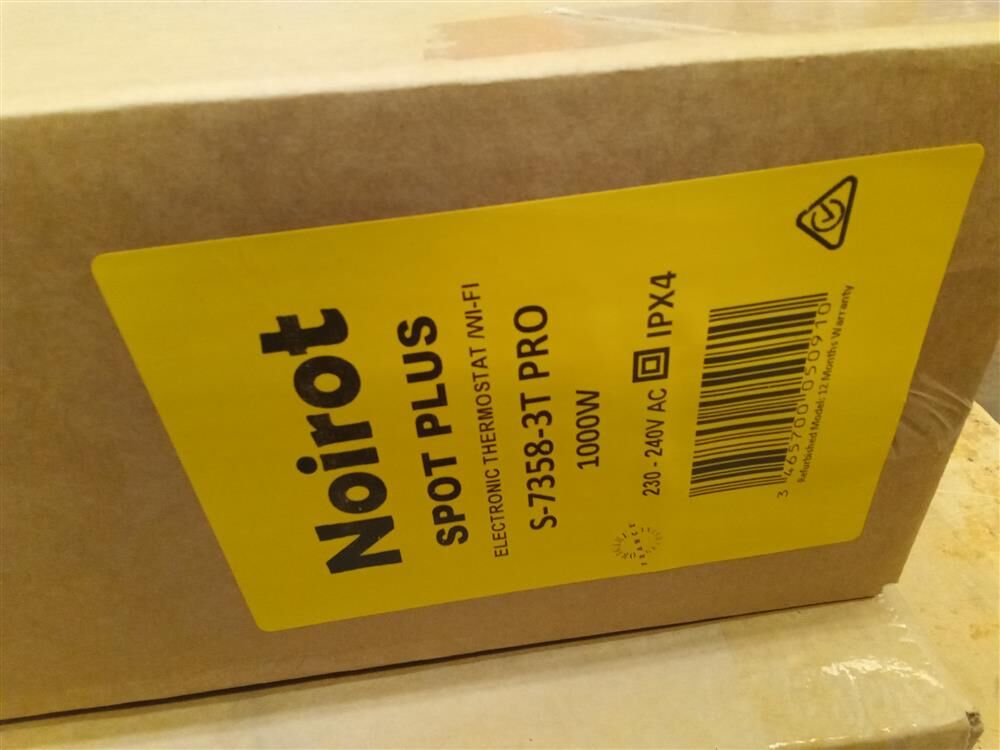 Noirot
SPOT PLUS
ELECTRONIC THERMOSTAT /WI-FI
S-7358-3T PRO
1000W
230 - 240V AC IPX4
3 465700 050910
Refurbished Model: 12 Months Warranty
FRANCE